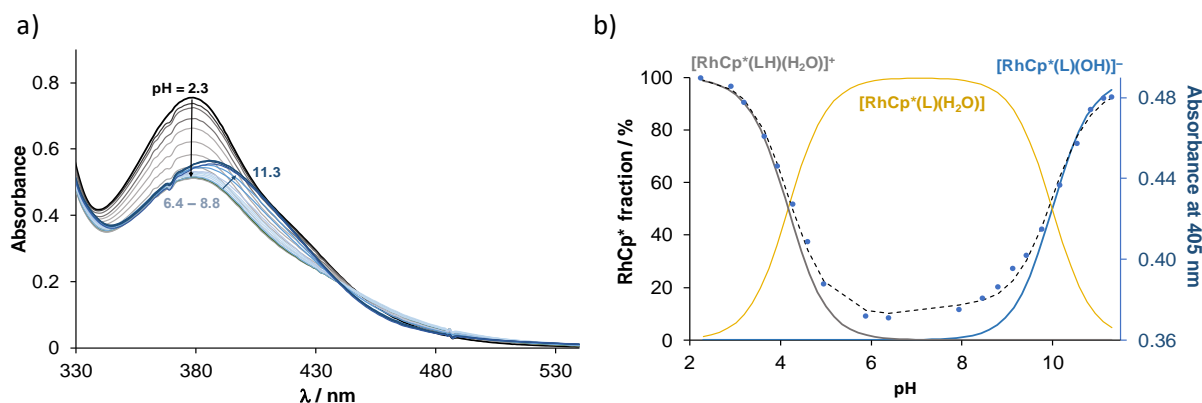 a)
Absorbance
0.8
0.6
0.4
0.2
0
pH = 2.3
11.3
6.4 – 8.8
330 380 430 480 530
λ / nm
b)
[RhCp*(LH)(H₂O)]⁺
[RhCp*(L)(OH)]⁻
[RhCp*(L)(H₂O)]
RhCp* fraction / %
100
80
60
40
20
0
2 4 6 8 10
pH
0.48
0.44
0.40
0.36
Absorbance at 405 nm